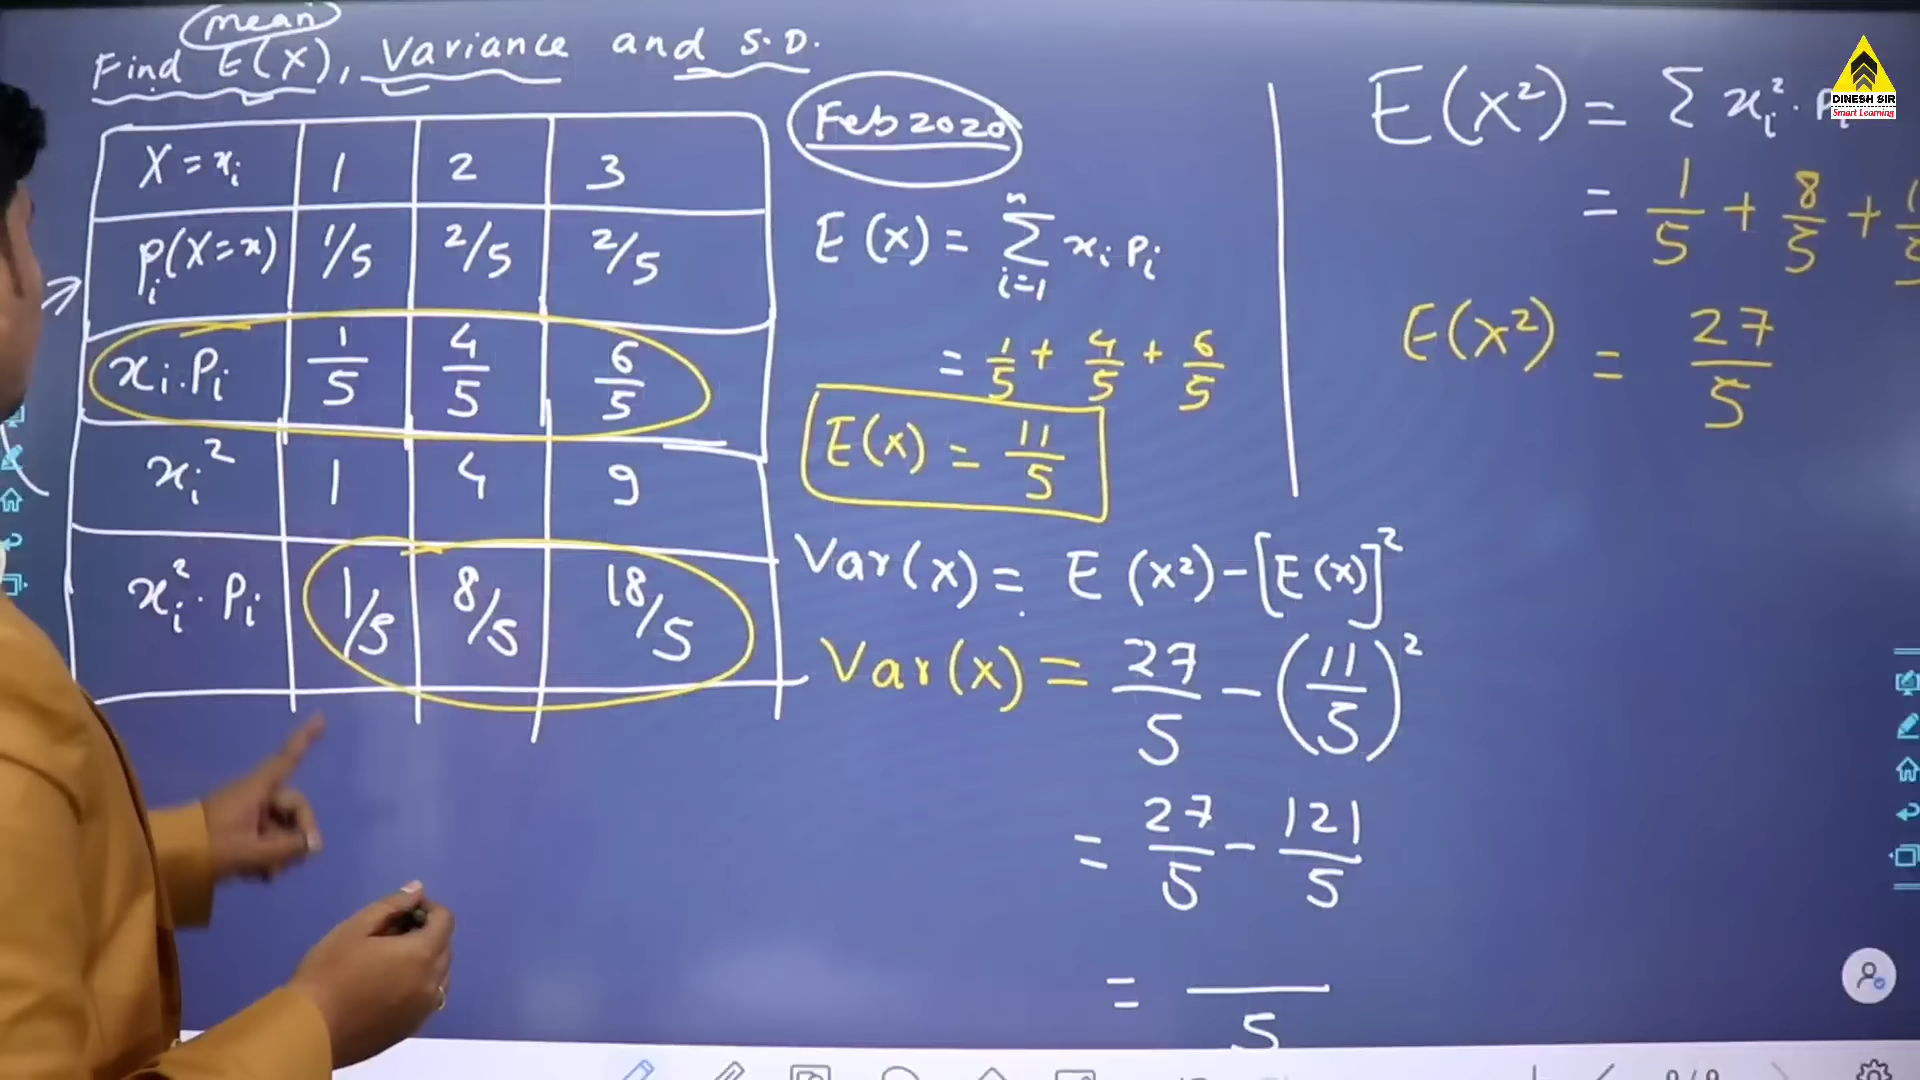 mean
Find E(X), Variance and S.D.
Feb 2020
X = xi 1 2 3
pi(X=x) 1/5 2/5 2/5
xi.Pi 1/5 4/5 6/5
xi² 1 4 9
xi².Pi 1/5 8/5 18/5
E(x) = n Σ i=1 xi Pi
= 1/5 + 4/5 + 6/5
E(x) = 11/5
Var(x) = E(x²) - [E(x)]²
Var(x) = 27/5 - (11/5)²
= 27/5 - 121/5
= /5
E(x²) = Σ xi². Pi
= 1/5 + 8/5 +
E(x²) = 27/5
DINESH SIR
Smart Learning